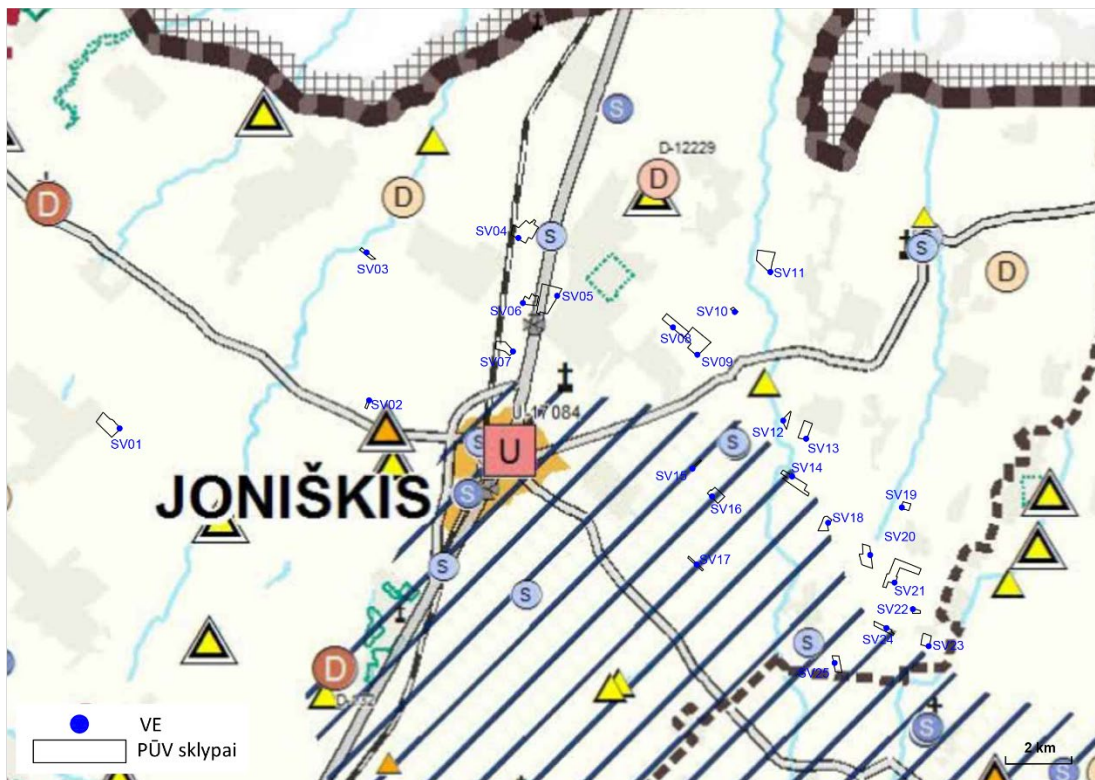 S
D-12229
D
D
D
SV04
S
S
SV03
D
SV11
SV06
SV05
SV10
SV08
SV07
SV09
SV02
U-17084
SV01
SV12
SV13
S
U
S
SV15
SV14
JONIŠKIS
S
SV16
SV19
SV18
SV20
S
SV17
SV21
S
SV22
S
SV24
SV23
SV25
D
S
VE
PŪV sklypai
2 km